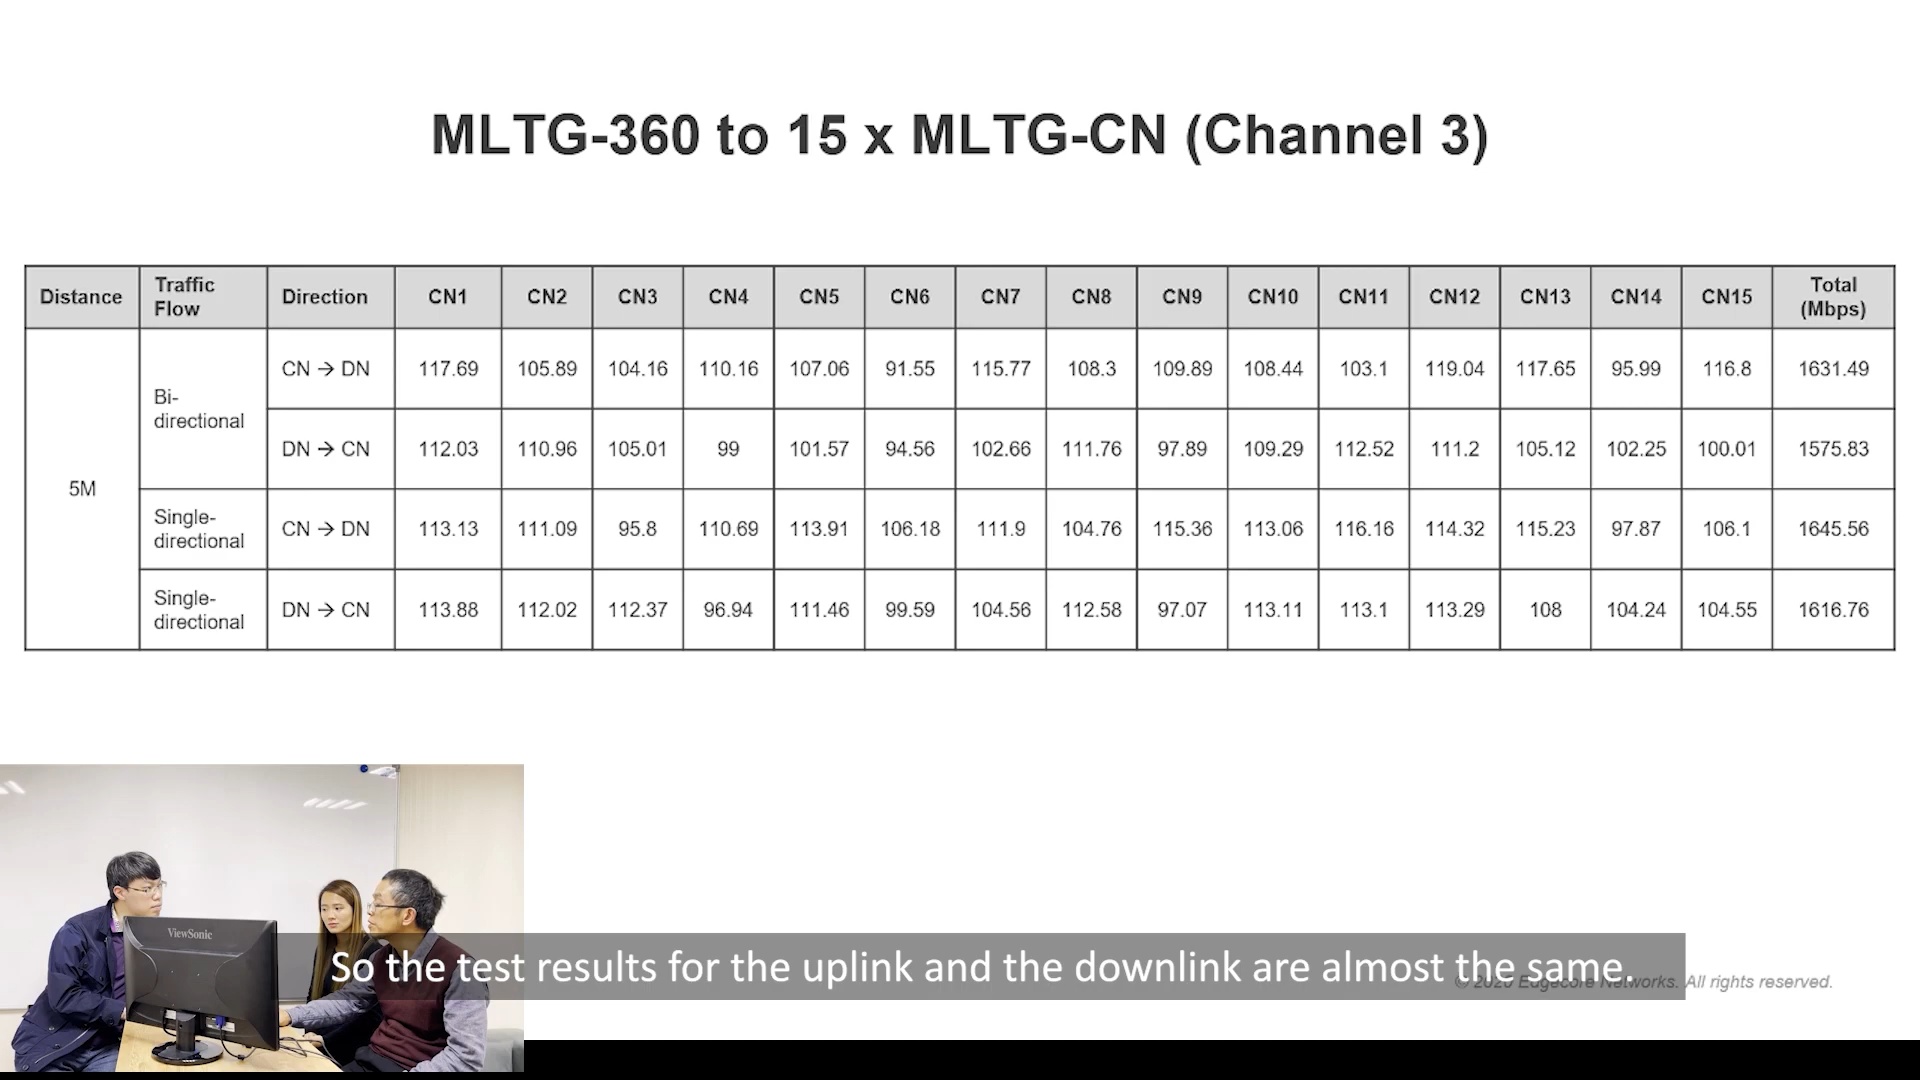 MLTG-360 to 15 x MLTG-CN (Channel 3)
Distance Traffic Flow Direction CN1 CN2 CN3 CN4 CN5 CN6 CN7 CN8 CN9 CN10 CN11 CN12 CN13 CN14 CN15 Total (Mbps)
5M Bi-directional CN → DN 117.69 105.89 104.16 110.16 107.06 91.55 115.77 108.3 109.89 108.44 103.1 119.04 117.65 95.99 116.8 1631.49
DN → CN 112.03 110.96 105.01 99 101.57 94.56 102.66 111.76 97.89 109.29 112.52 111.2 105.12 102.25 100.01 1575.83
Single-directional CN → DN 113.13 111.09 95.8 110.69 113.91 106.18 111.9 104.76 115.36 113.06 116.16 114.32 115.23 97.87 106.1 1645.56
Single-directional DN → CN 113.88 112.02 112.37 96.94 111.46 99.59 104.56 112.58 97.07 113.11 113.1 113.29 108 104.24 104.55 1616.76
ViewSonic
So the test results for the uplink and the downlink are almost the same.
© 2020 Edgecore Networks. All rights reserved.